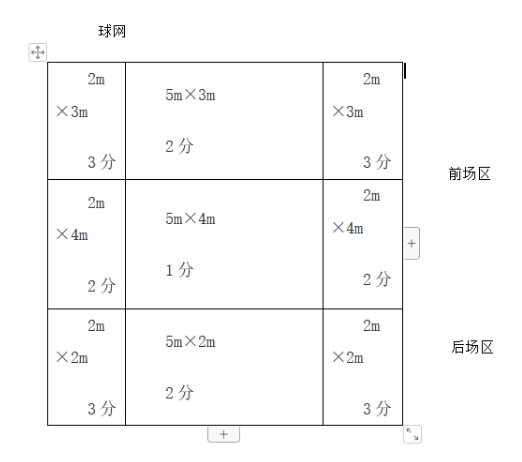 球网
2m
×3m
3 分
5m×3m
2 分
2m
×3m
3 分
前场区
2m
×4m
2 分
5m×4m
1 分
2m
×4m
2 分
2m
×2m
3 分
5m×2m
2 分
2m
×2m
3 分
后场区